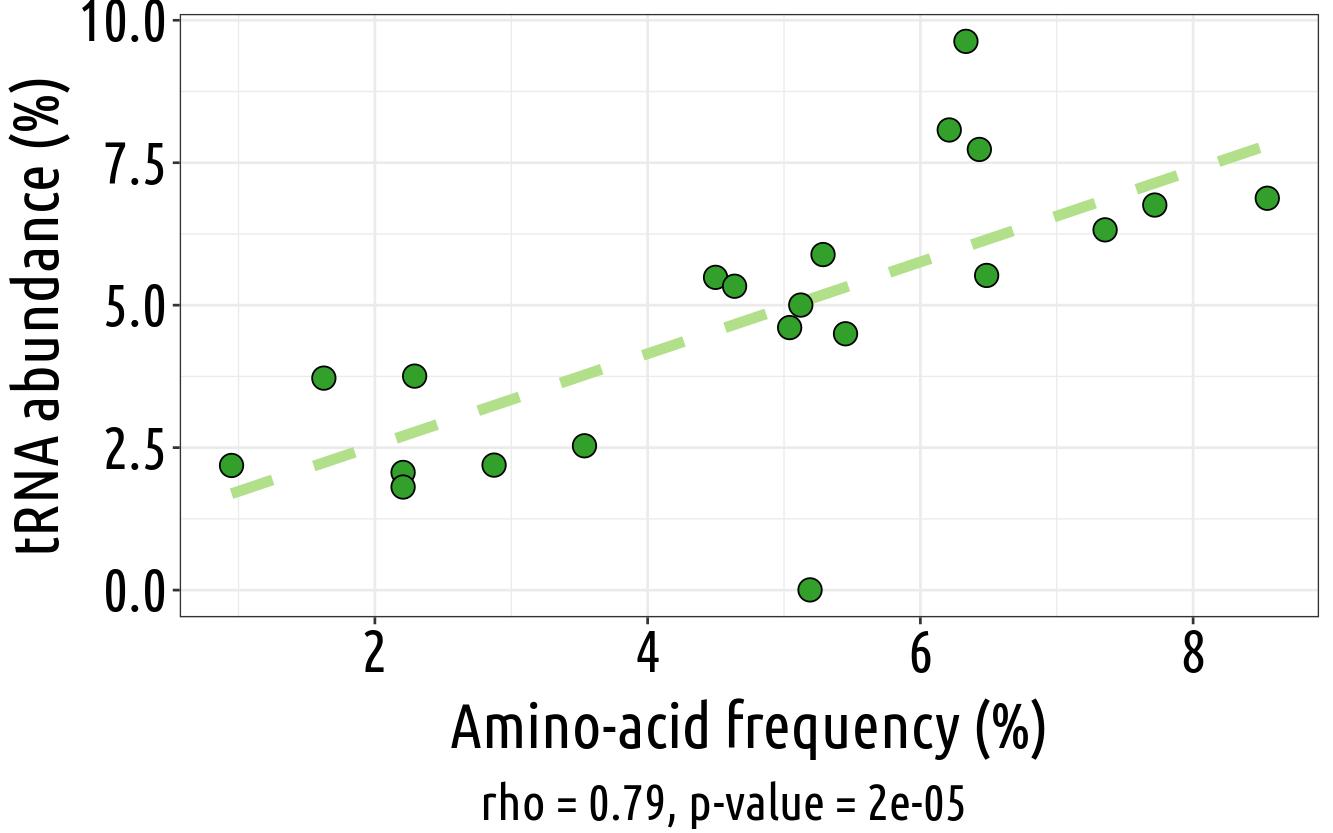 tRNA abundance (%)
10.0
7.5
5.0
2.5
0.0
2 4 6 8
Amino-acid frequency (%)
rho = 0.79, p-value = 2e-05